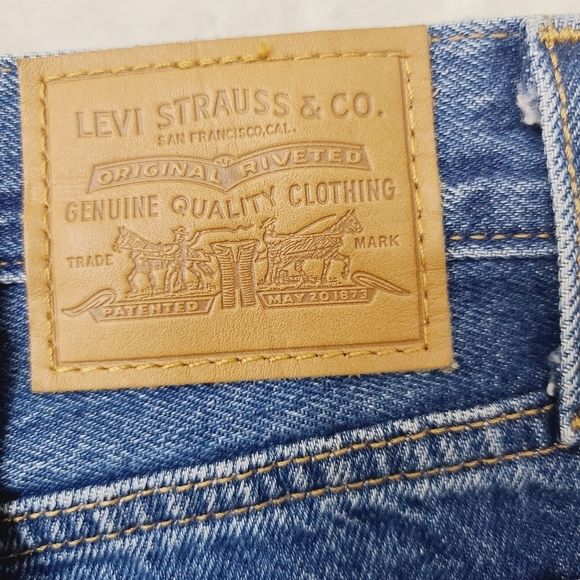 LEVI STRAUSS & CO.
SAN FRANCISCO, CAL.
ORIGINAL RIVETED
GENUINE QUALITY CLOTHING
TRADE MARK
PATENTED MAY 20 1873